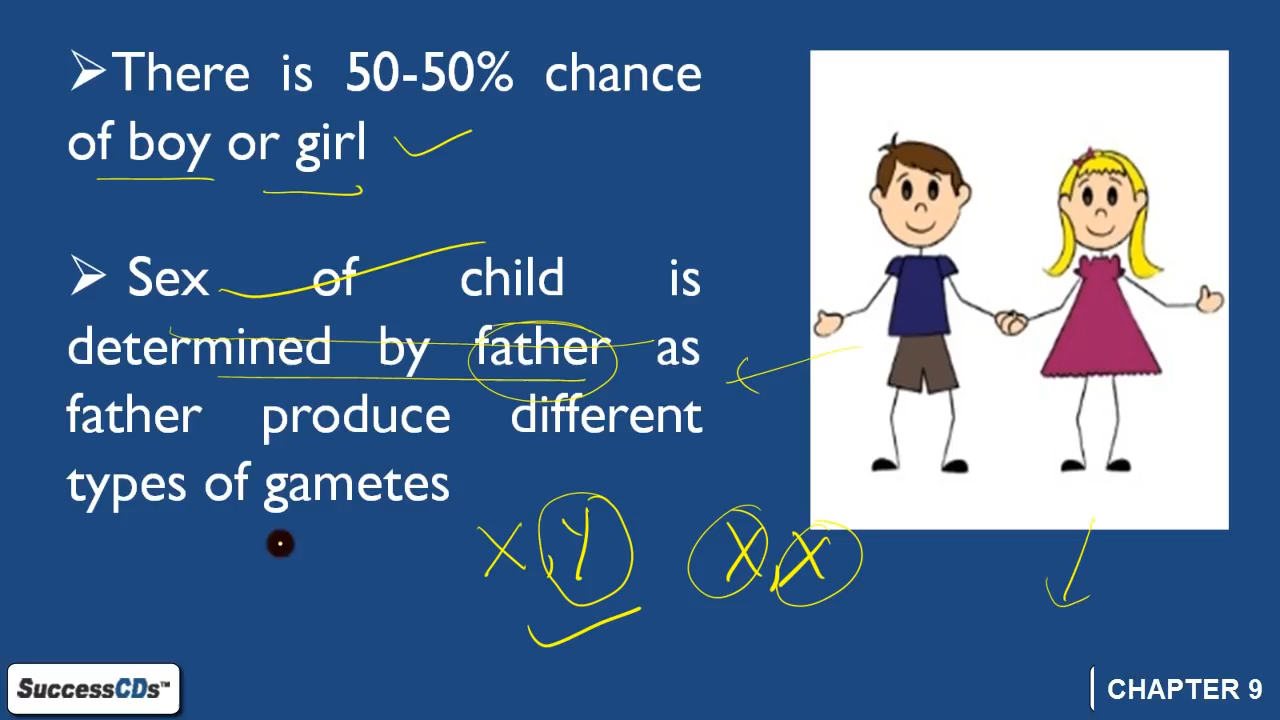 ➢There is 50-50% chance
of boy or girl
➢ Sex of child is
determined by father as
father produce different
types of gametes
X,Y X,X
SuccessCDs™
CHAPTER 9